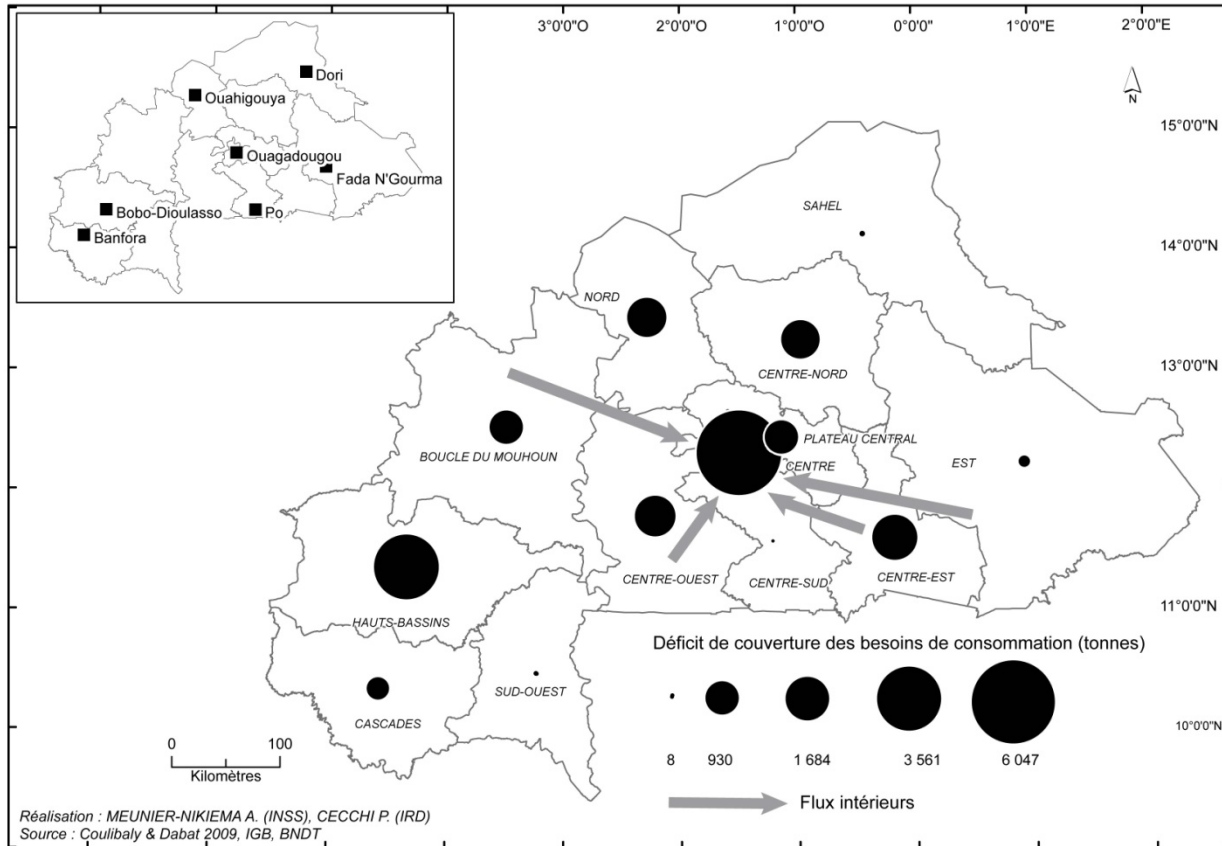 3°0'0"O 2°0'0"O 1°0'0"O 0°0'0" 1°0'0"E 2°0'0"E
Dori
Ouahigouya
Ouagadougou
Fada N'Gourma
Bobo-Dioulasso
Po
Banfora
N
15°0'0"N
SAHEL
14°0'0"N
NORD
13°0'0"N
CENTRE-NORD
PLATEAU CENTRAL
BOUCLE DU MOUHOUN
CENTRE
EST
12°0'0"N
CENTRE-OUEST
CENTRE-SUD
CENTRE-EST
11°0'0"N
HAUTS-BASSINS
Déficit de couverture des besoins de consommation (tonnes)
SUD-OUEST
CASCADES
10°0'0"N
0 100
Kilomètres
8 930 1 684 3 561 6 047
Flux intérieurs
Réalisation : MEUNIER-NIKIEMA A. (INSS), CECCHI P. (IRD)
Source : Coulibaly & Dabat 2009, IGB, BNDT